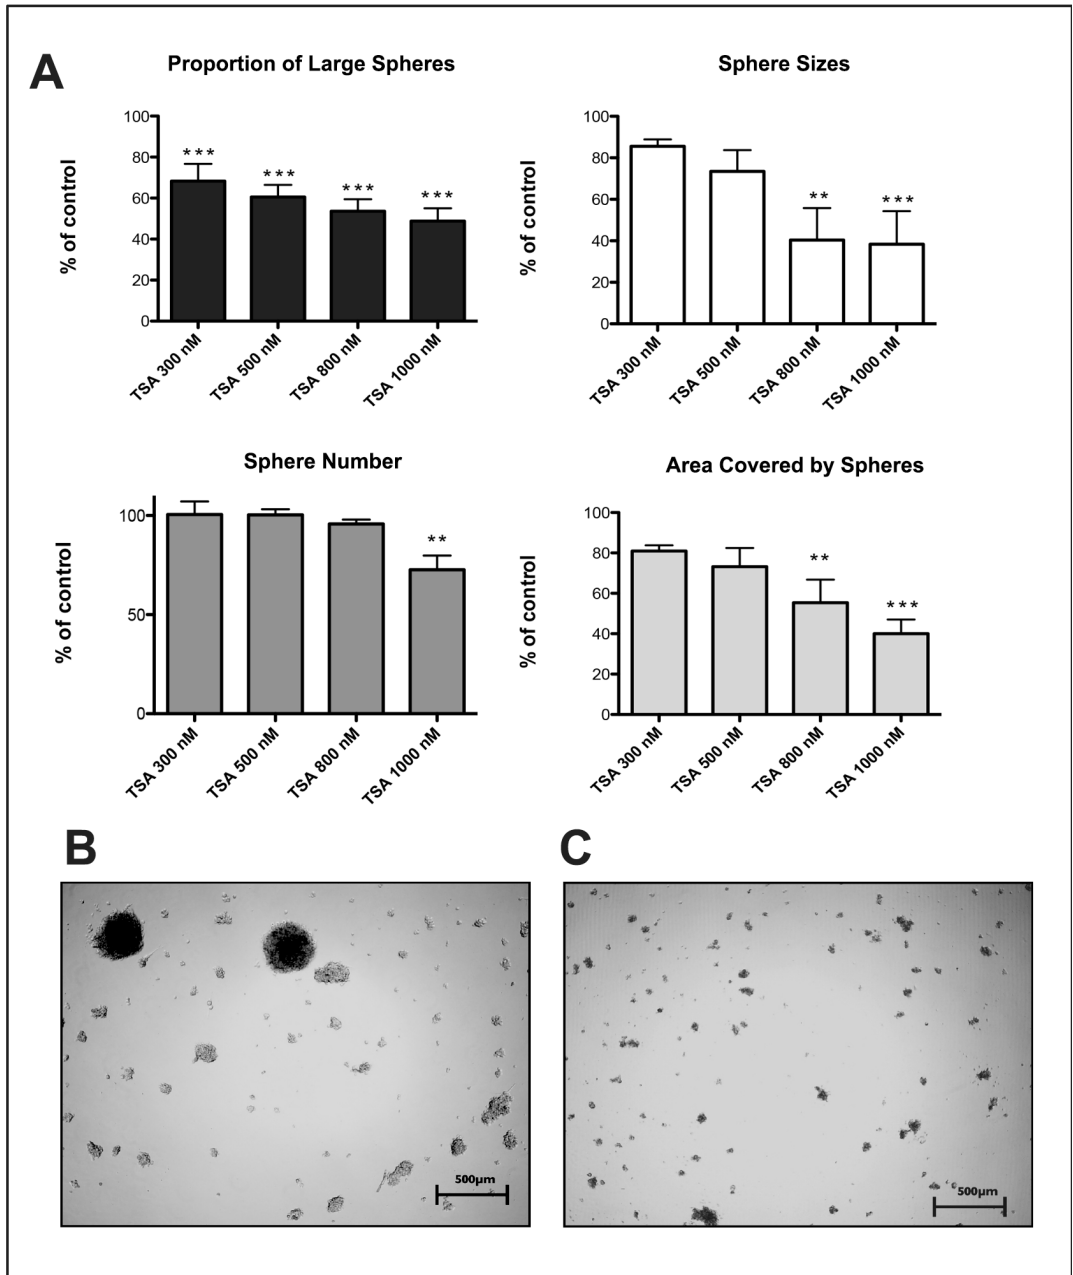 A
Proportion of Large Spheres
% of control
100
80
60
40
20
0
***
***
***
***
TSA 300 nM
TSA 500 nM
TSA 800 nM
TSA 1000 nM
Sphere Sizes
% of control
100
80
60
40
20
0
**
***
TSA 300 nM
TSA 500 nM
TSA 800 nM
TSA 1000 nM
Sphere Number
% of control
100
50
0
**
TSA 300 nM
TSA 500 nM
TSA 800 nM
TSA 1000 nM
Area Covered by Spheres
% of control
100
80
60
40
20
0
**
***
TSA 300 nM
TSA 500 nM
TSA 800 nM
TSA 1000 nM
B
500µm
C
500µm